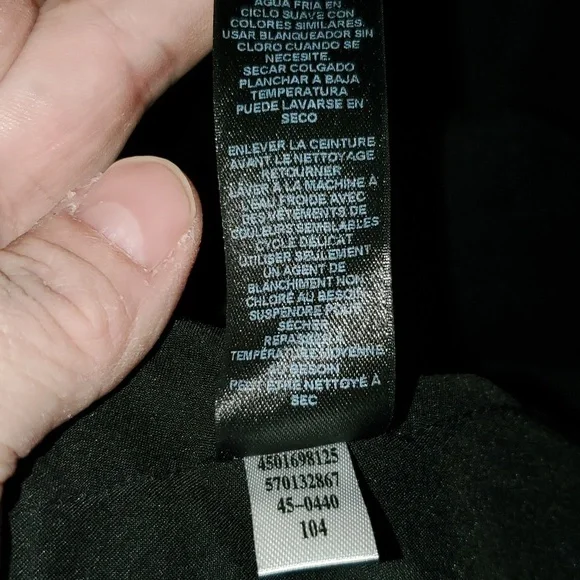 AGUA FRIA EN
CICLO SUAVE CON
COLORES SIMILARES.
USAR BLANQUEADOR SIN
CLORO CUANDO SE
NECESITE.
SECAR COLGADO
PLANCHAR A BAJA
TEMPERATURA
PUEDE LAVARSE EN
SECO
ENLEVER LA CEINTURE
AVANT LE NETTOYAGE
RETOURNER
LAVER À LA MACHINE À
L'EAU FROIDE AVEC
DES VÊTEMENTS DE
COULEURS SEMBLABLES
CYCLE DÉLICAT
UTILISER SEULEMENT
UN AGENT DE
BLANCHIMENT NON
CHLORÉ AU BESOIN
SUSPENDRE POUR
SÉCHER
REPASSER À
TEMPÉRATURE MOYENNE
BESOIN
PEUT ÊTRE NETTOYÉ À
SEC
4501698125
570132867
45-0440
104